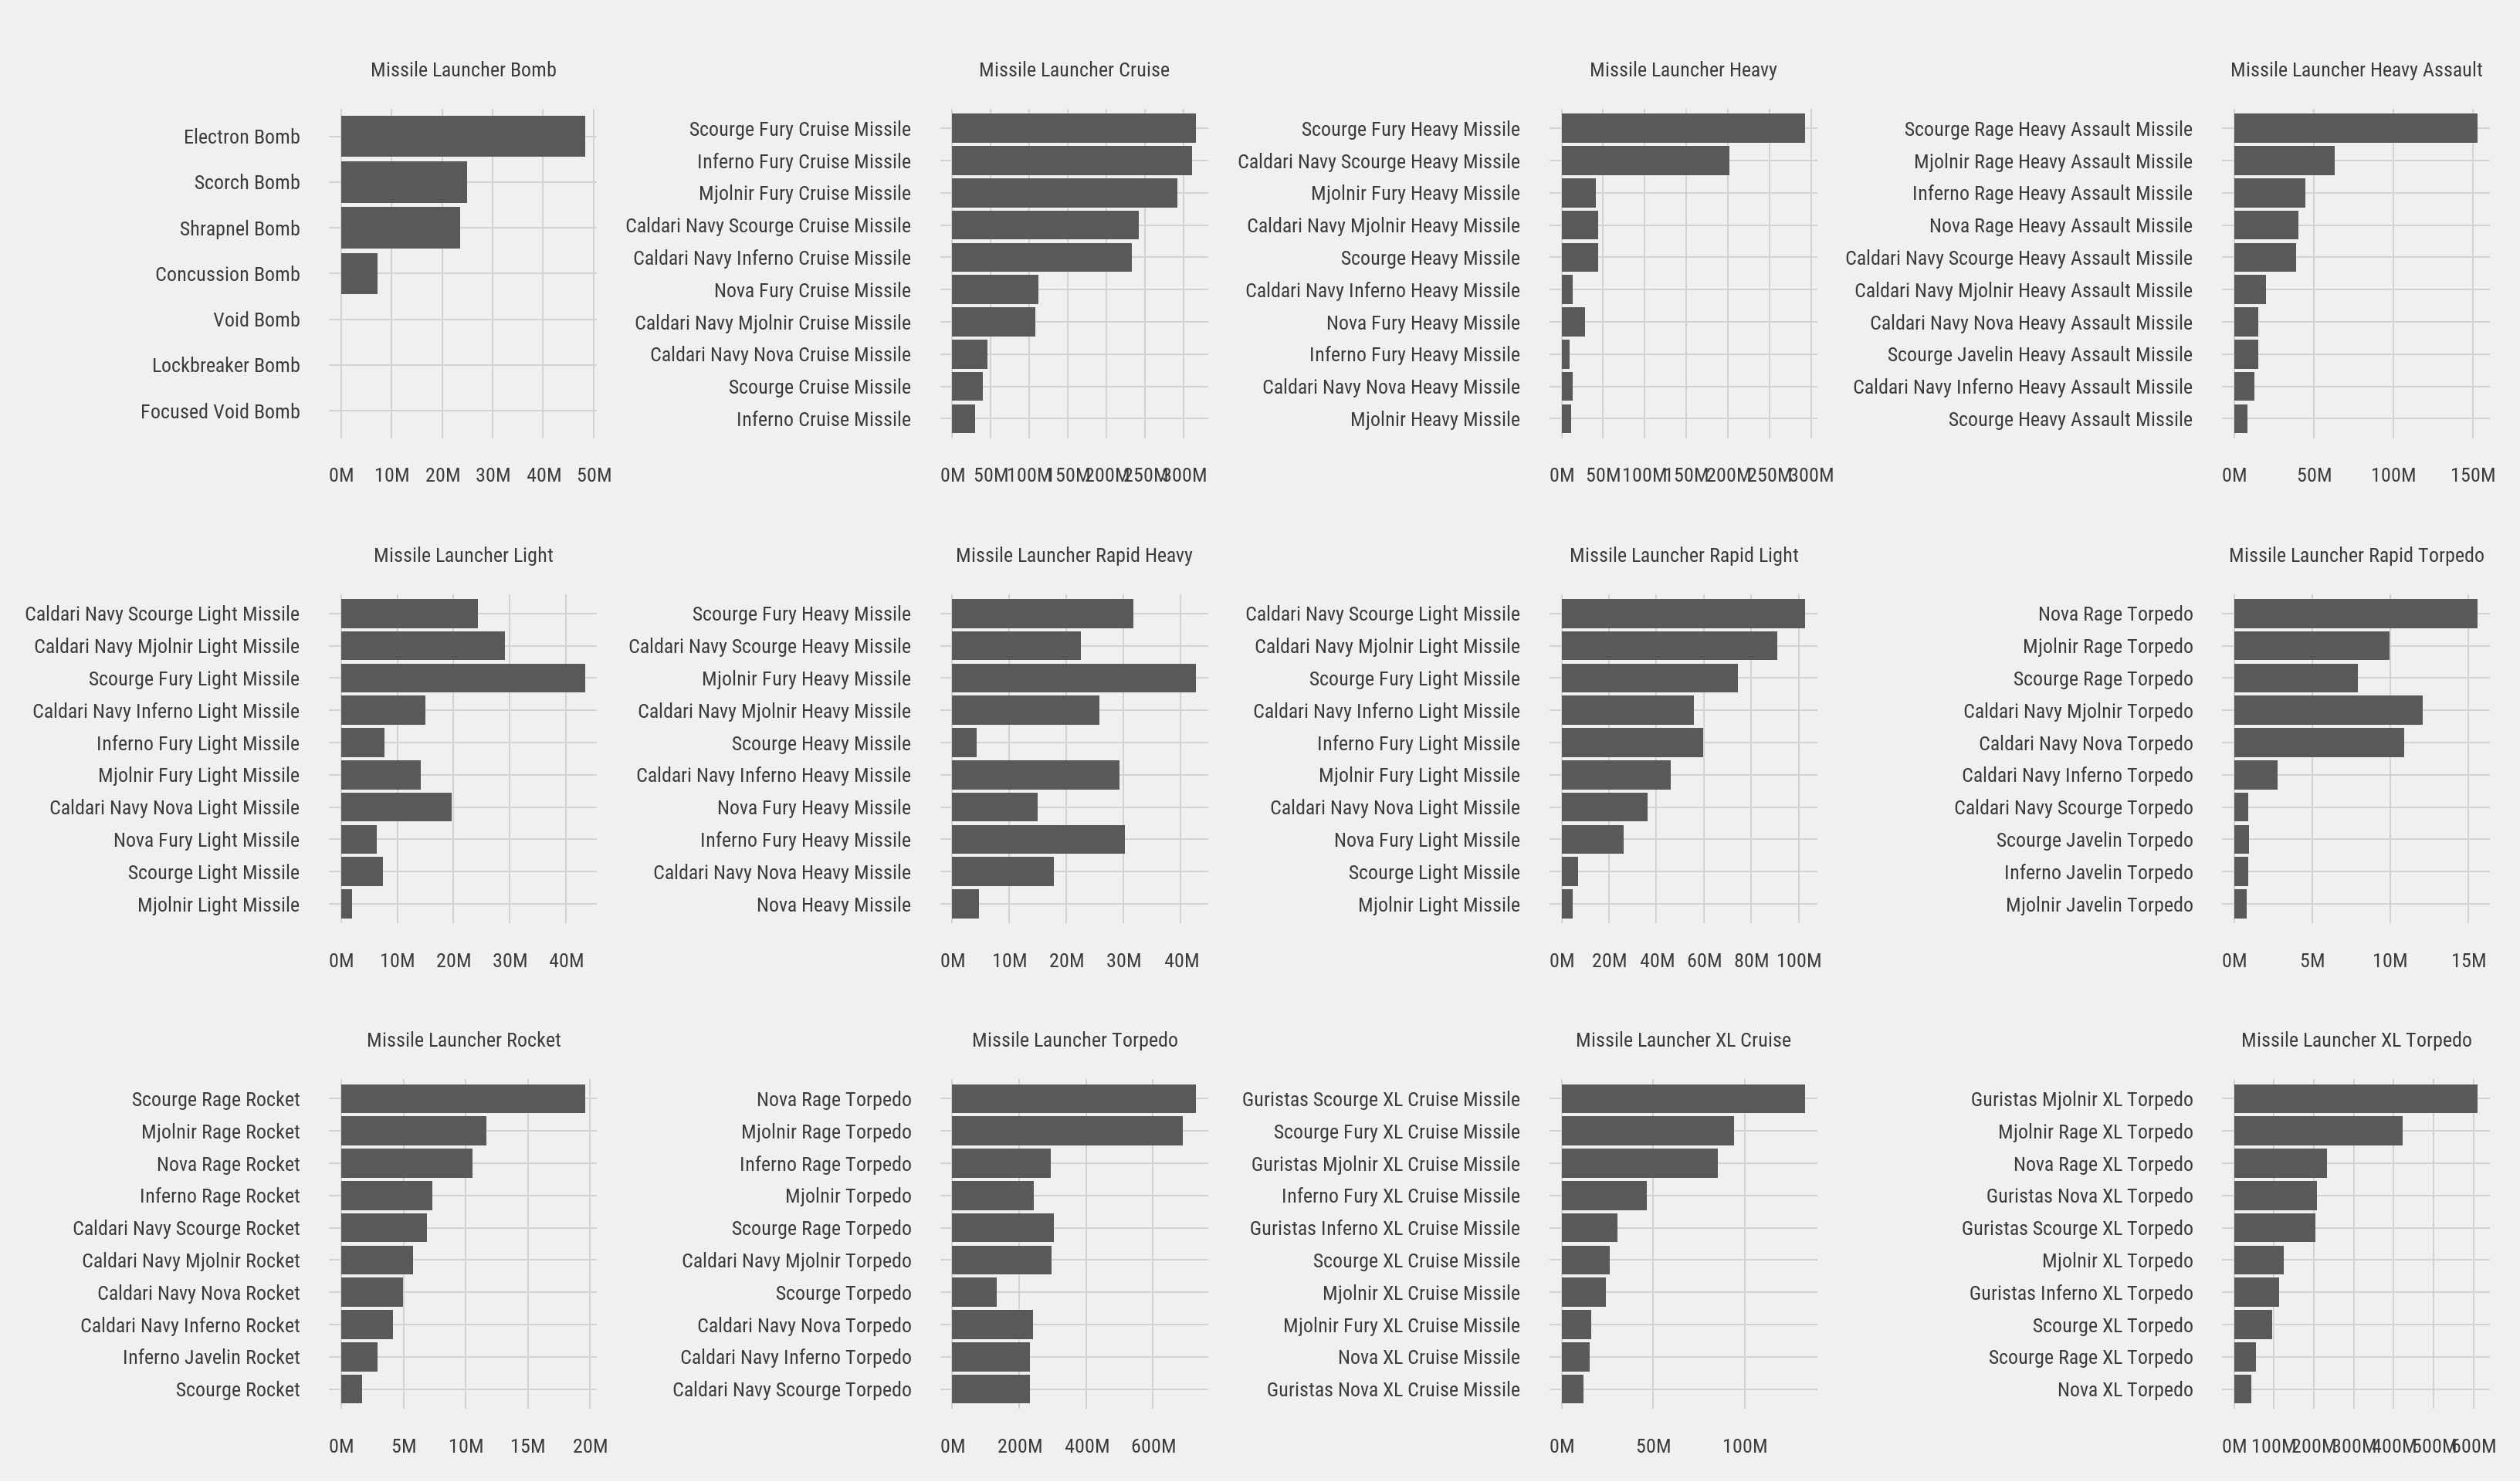 Missile Launcher Bomb
Electron Bomb
Scorch Bomb
Shrapnel Bomb
Concussion Bomb
Void Bomb
Lockbreaker Bomb
Focused Void Bomb
0M 10M 20M 30M 40M 50M
Missile Launcher Cruise
Scourge Fury Cruise Missile
Inferno Fury Cruise Missile
Mjolnir Fury Cruise Missile
Caldari Navy Scourge Cruise Missile
Caldari Navy Inferno Cruise Missile
Nova Fury Cruise Missile
Caldari Navy Mjolnir Cruise Missile
Caldari Navy Nova Cruise Missile
Scourge Cruise Missile
Inferno Cruise Missile
0M 50M 100M 150M 200M 250M 300M
Missile Launcher Heavy
Scourge Fury Heavy Missile
Caldari Navy Scourge Heavy Missile
Mjolnir Fury Heavy Missile
Caldari Navy Mjolnir Heavy Missile
Scourge Heavy Missile
Caldari Navy Inferno Heavy Missile
Nova Fury Heavy Missile
Inferno Fury Heavy Missile
Caldari Navy Nova Heavy Missile
Mjolnir Heavy Missile
0M 50M 100M 150M 200M 250M 300M
Missile Launcher Heavy Assault
Scourge Rage Heavy Assault Missile
Mjolnir Rage Heavy Assault Missile
Inferno Rage Heavy Assault Missile
Nova Rage Heavy Assault Missile
Caldari Navy Scourge Heavy Assault Missile
Caldari Navy Mjolnir Heavy Assault Missile
Caldari Navy Nova Heavy Assault Missile
Scourge Javelin Heavy Assault Missile
Caldari Navy Inferno Heavy Assault Missile
Scourge Heavy Assault Missile
0M 50M 100M 150M
Missile Launcher Light
Caldari Navy Scourge Light Missile
Caldari Navy Mjolnir Light Missile
Scourge Fury Light Missile
Caldari Navy Inferno Light Missile
Inferno Fury Light Missile
Mjolnir Fury Light Missile
Caldari Navy Nova Light Missile
Nova Fury Light Missile
Scourge Light Missile
Mjolnir Light Missile
0M 10M 20M 30M 40M
Missile Launcher Rapid Heavy
Scourge Fury Heavy Missile
Caldari Navy Scourge Heavy Missile
Mjolnir Fury Heavy Missile
Caldari Navy Mjolnir Heavy Missile
Scourge Heavy Missile
Caldari Navy Inferno Heavy Missile
Nova Fury Heavy Missile
Inferno Fury Heavy Missile
Caldari Navy Nova Heavy Missile
Nova Heavy Missile
0M 10M 20M 30M 40M
Missile Launcher Rapid Light
Caldari Navy Scourge Light Missile
Caldari Navy Mjolnir Light Missile
Scourge Fury Light Missile
Caldari Navy Inferno Light Missile
Inferno Fury Light Missile
Mjolnir Fury Light Missile
Caldari Navy Nova Light Missile
Nova Fury Light Missile
Scourge Light Missile
Mjolnir Light Missile
0M 20M 40M 60M 80M 100M
Missile Launcher Rapid Torpedo
Nova Rage Torpedo
Mjolnir Rage Torpedo
Scourge Rage Torpedo
Caldari Navy Mjolnir Torpedo
Caldari Navy Nova Torpedo
Caldari Navy Inferno Torpedo
Caldari Navy Scourge Torpedo
Scourge Javelin Torpedo
Inferno Javelin Torpedo
Mjolnir Javelin Torpedo
0M 5M 10M 15M
Missile Launcher Rocket
Scourge Rage Rocket
Mjolnir Rage Rocket
Nova Rage Rocket
Inferno Rage Rocket
Caldari Navy Scourge Rocket
Caldari Navy Mjolnir Rocket
Caldari Navy Nova Rocket
Caldari Navy Inferno Rocket
Inferno Javelin Rocket
Scourge Rocket
0M 5M 10M 15M 20M
Missile Launcher Torpedo
Nova Rage Torpedo
Mjolnir Rage Torpedo
Inferno Rage Torpedo
Mjolnir Torpedo
Scourge Rage Torpedo
Caldari Navy Mjolnir Torpedo
Scourge Torpedo
Caldari Navy Nova Torpedo
Caldari Navy Inferno Torpedo
Caldari Navy Scourge Torpedo
0M 200M 400M 600M
Missile Launcher XL Cruise
Guristas Scourge XL Cruise Missile
Scourge Fury XL Cruise Missile
Guristas Mjolnir XL Cruise Missile
Inferno Fury XL Cruise Missile
Guristas Inferno XL Cruise Missile
Scourge XL Cruise Missile
Mjolnir XL Cruise Missile
Mjolnir Fury XL Cruise Missile
Nova XL Cruise Missile
Guristas Nova XL Cruise Missile
0M 50M 100M
Missile Launcher XL Torpedo
Guristas Mjolnir XL Torpedo
Mjolnir Rage XL Torpedo
Nova Rage XL Torpedo
Guristas Nova XL Torpedo
Guristas Scourge XL Torpedo
Mjolnir XL Torpedo
Guristas Inferno XL Torpedo
Scourge XL Torpedo
Scourge Rage XL Torpedo
Nova XL Torpedo
0M 100M 200M 300M 400M 500M 600M